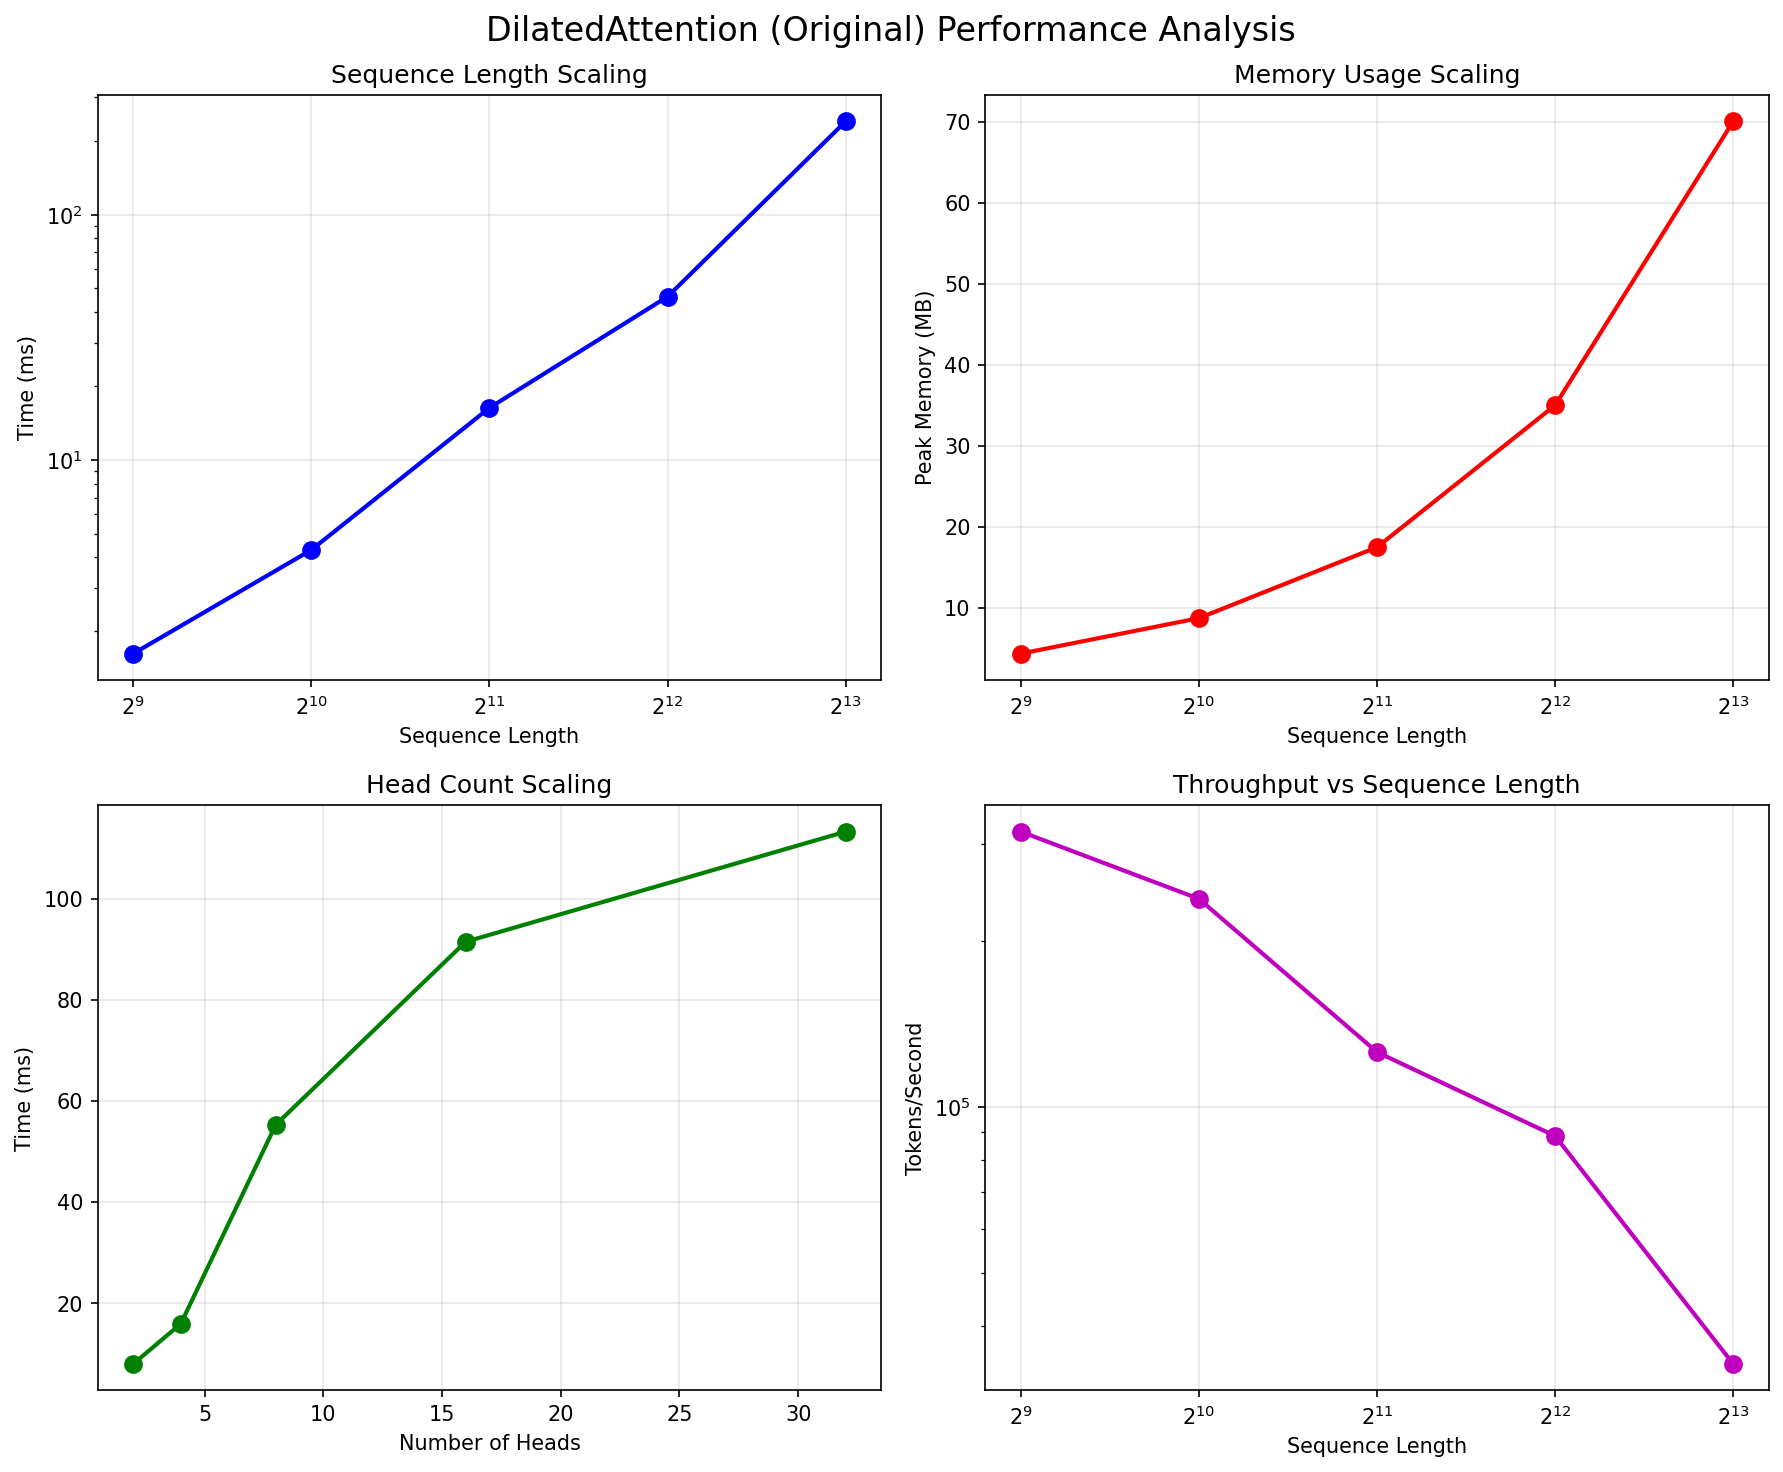 DilatedAttention (Original) Performance Analysis
Sequence Length Scaling
Time (ms)
10²
10¹
2⁹ 2¹⁰ 2¹¹ 2¹² 2¹³
Sequence Length
Memory Usage Scaling
Peak Memory (MB)
70
60
50
40
30
20
10
2⁹ 2¹⁰ 2¹¹ 2¹² 2¹³
Sequence Length
Head Count Scaling
Time (ms)
100
80
60
40
20
5 10 15 20 25 30
Number of Heads
Throughput vs Sequence Length
Tokens/Second
10⁵
2⁹ 2¹⁰ 2¹¹ 2¹² 2¹³
Sequence Length